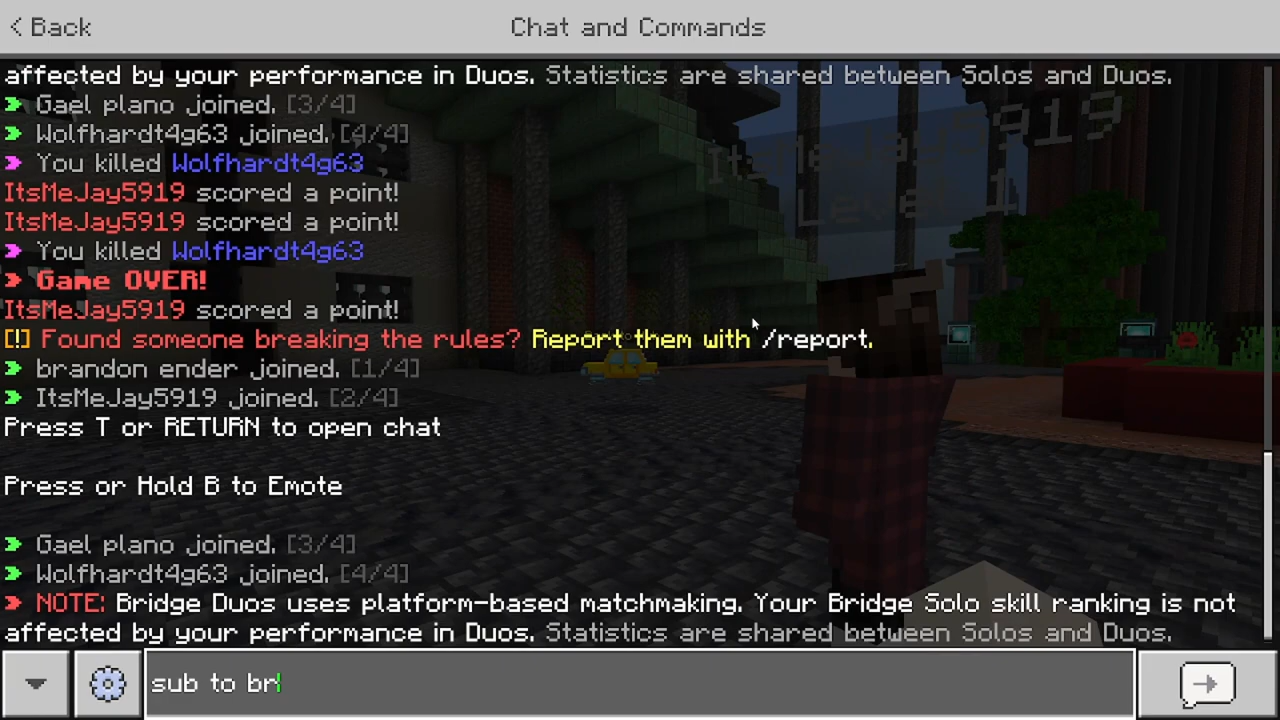 < Back
Chat and Commands
affected by your performance in Duos. Statistics are shared between Solos and Duos.
Gael plano joined. [3/4]
Wolfhardt4g63 joined. [4/4]
You killed Wolfhardt4g63
ItsMeJay5919 scored a point!
ItsMeJay5919 scored a point!
You killed Wolfhardt4g63
Game OVER!
ItsMeJay5919 scored a point!
[!] Found someone breaking the rules? Report them with /report.
brandon ender joined. [1/4]
ItsMeJay5919 joined. [2/4]
Press T or RETURN to open chat
Press or Hold B to Emote
Gael plano joined. [3/4]
Wolfhardt4g63 joined. [4/4]
NOTE: Bridge Duos uses platform-based matchmaking. Your Bridge Solo skill ranking is not
affected by your performance in Duos. Statistics are shared between Solos and Duos.
sub to br
ItsMeJay5919
Level 1